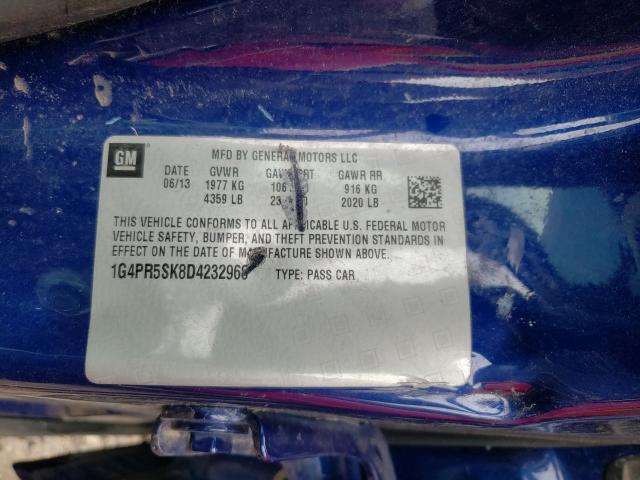 GM
MFD BY GENERAL MOTORS LLC
DATE GVWR GAWR FRT GAWR RR
06/13 1977 KG 916 KG
4359 LB 2020 LB
THIS VEHICLE CONFORMS TO ALL APPLICABLE U.S. FEDERAL MOTOR
VEHICLE SAFETY, BUMPER, AND THEFT PREVENTION STANDARDS IN
EFFECT ON THE DATE OF MANUFACTURE SHOWN ABOVE.
TYPE: PASS CAR